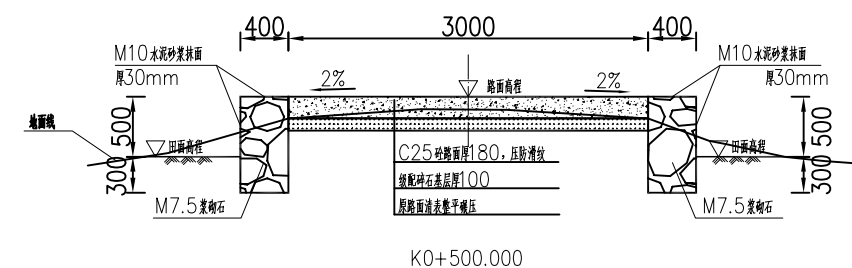 400 3000 400
M10水泥砂浆抹面
厚30mm
2%
路面高程
2%
M10水泥砂浆抹面
厚30mm
地面线
500
300
田面高程
C25砼路面厚180，压防滑纹
级配碎石基层厚100
原路面清表整平碾压
田面高程
500
300
M7.5浆砌石
M7.5浆砌石
K0+500.000